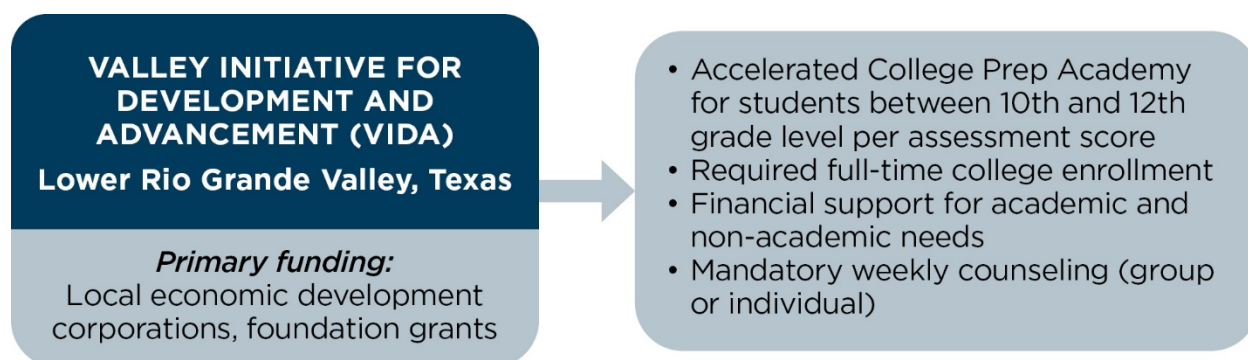 VALLEY INITIATIVE FOR
DEVELOPMENT AND
ADVANCEMENT (VIDA)
Lower Rio Grande Valley, Texas
Primary funding:
Local economic development
corporations, foundation grants
• Accelerated College Prep Academy
for students between 10th and 12th
grade level per assessment score
• Required full-time college enrollment
• Financial support for academic and
non-academic needs
• Mandatory weekly counseling (group
or individual)